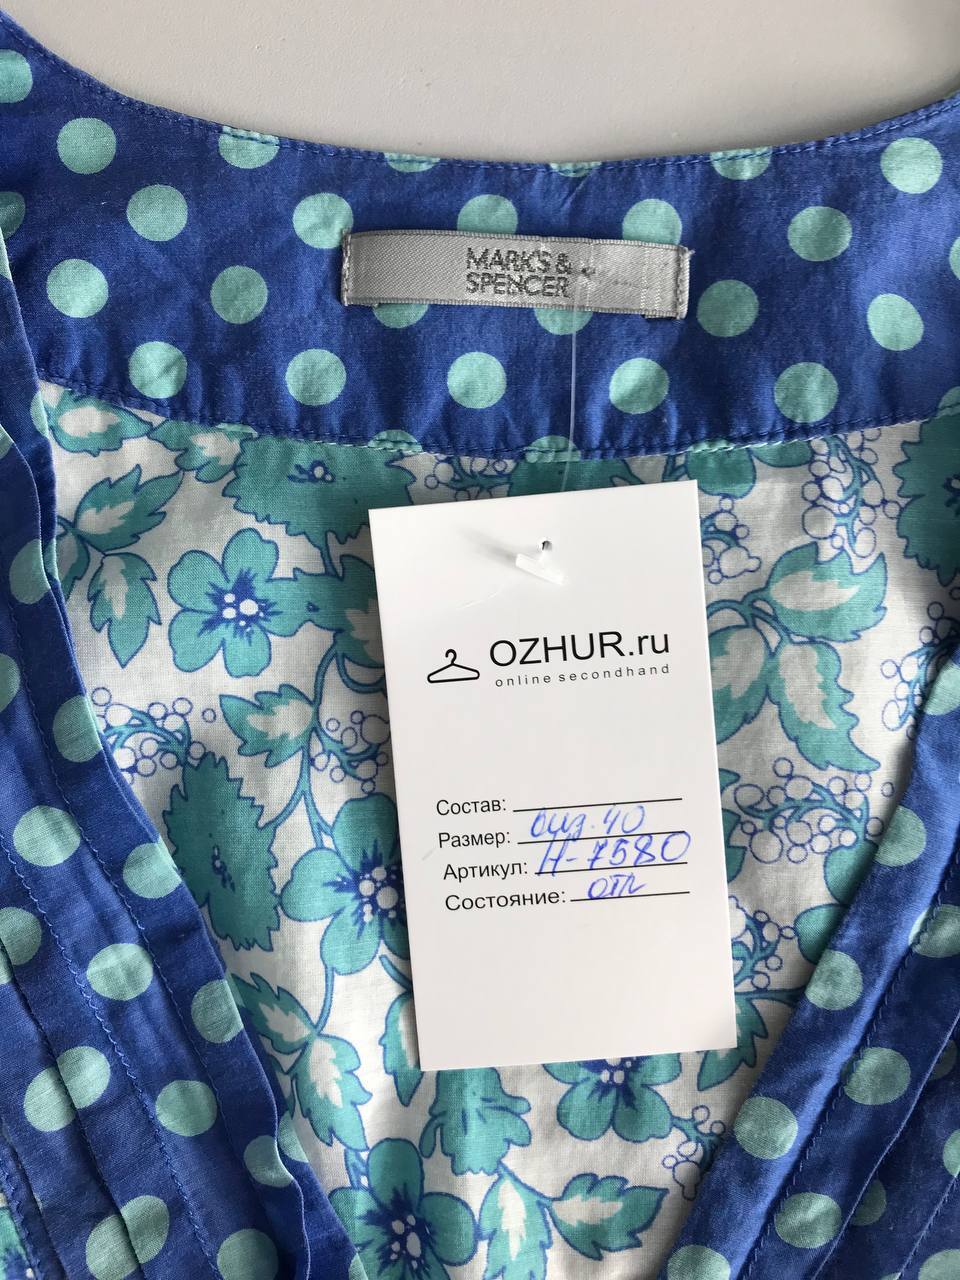 MARKS &
SPENCER
OZHUR.ru
online secondhand
Состав:
Размер: виз. 40
Артикул: Н-7580
Состояние: отл